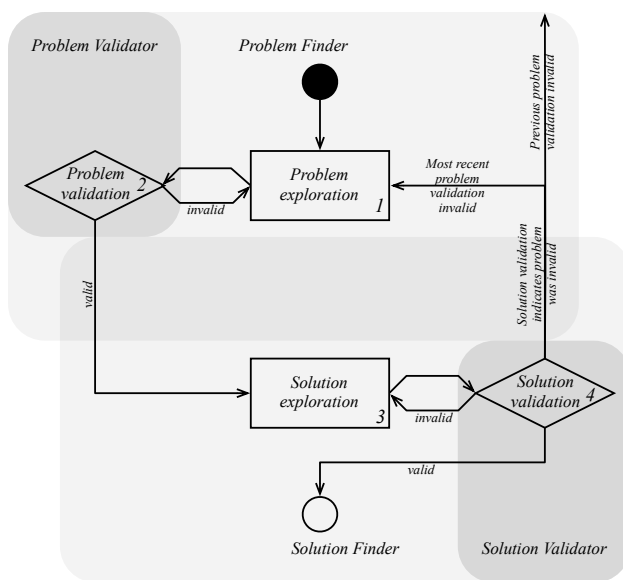 Problem Validator
Problem Finder
Previous problem
validation invalid
Problem
validation 2
invalid
Problem
exploration
1
Most recent
problem
validation
invalid
Solution validation
indicates problem
was invalid
valid
Solution
exploration
3
invalid
Solution
validation 4
valid
Solution Finder
Solution Validator